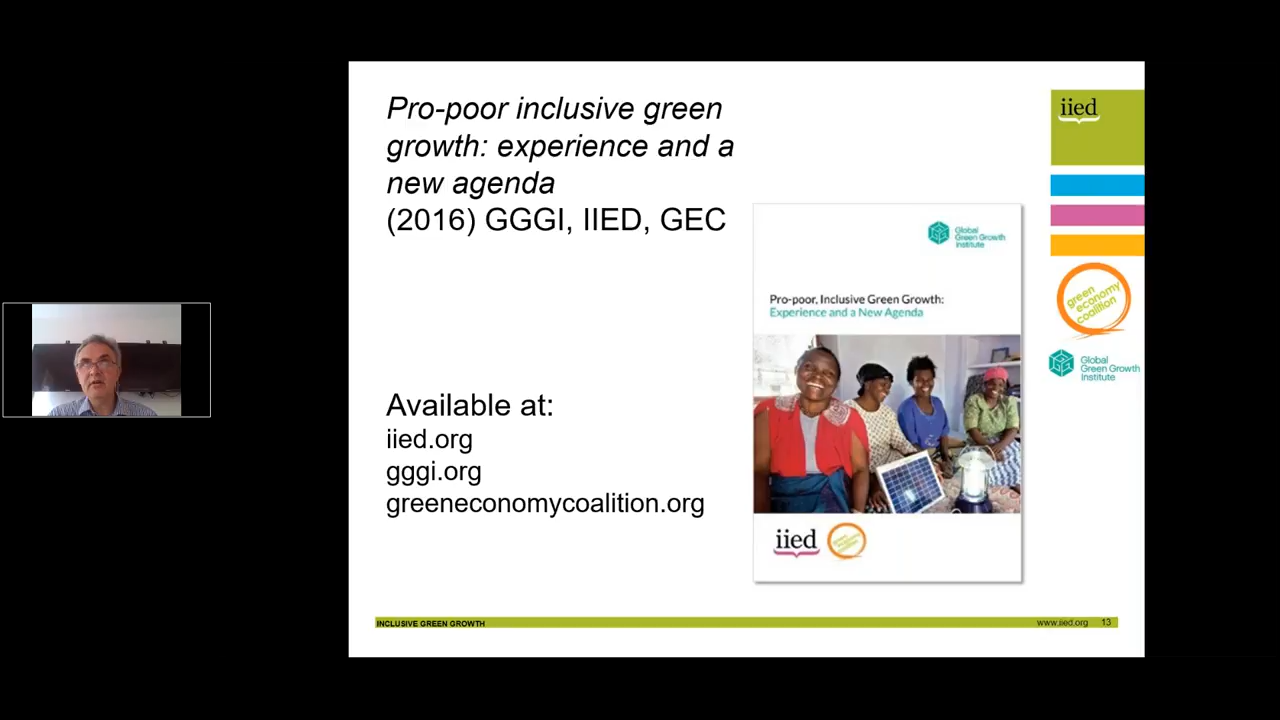 Pro-poor inclusive green
growth: experience and a
new agenda
(2016) GGGI, IIED, GEC
Available at:
iied.org
gggi.org
greeneconomycoalition.org
Global
Green Growth
Institute
Pro-poor, Inclusive Green Growth:
Experience and a New Agenda
iied
iied
green
economy
coalition
Global
Green Growth
Institute
INCLUSIVE GREEN GROWTH
www.iied.org 13